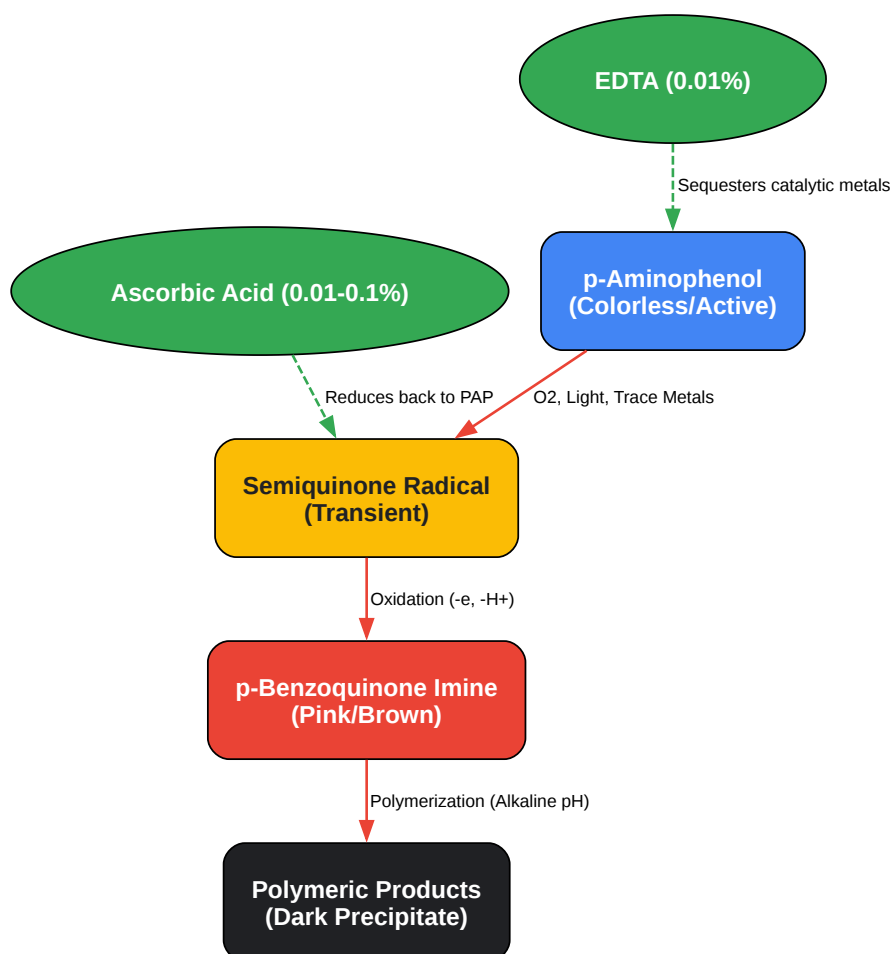 EDTA (0.01%)
Sequesters catalytic metals
Ascorbic Acid (0.01-0.1%)
p-Aminophenol
(Colorless/Active)
Reduces back to PAP
O2, Light, Trace Metals
Semiquinone Radical
(Transient)
Oxidation (-e, -H+)
p-Benzoquinone Imine
(Pink/Brown)
Polymerization (Alkaline pH)
Polymeric Products
(Dark Precipitate)